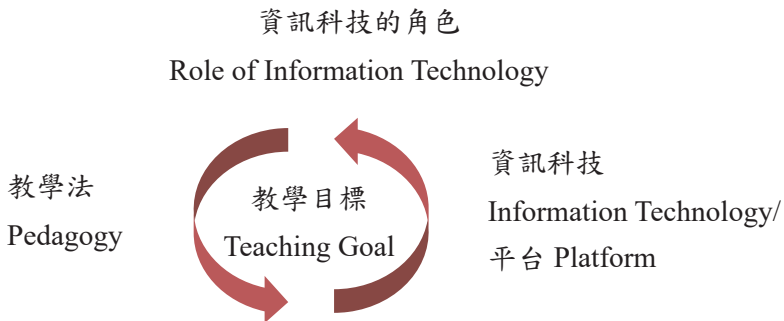 資訊科技的角色
Role of Information Technology
教學法
Pedagogy
教學目標
Teaching Goal
資訊科技
Information Technology/
平台 Platform